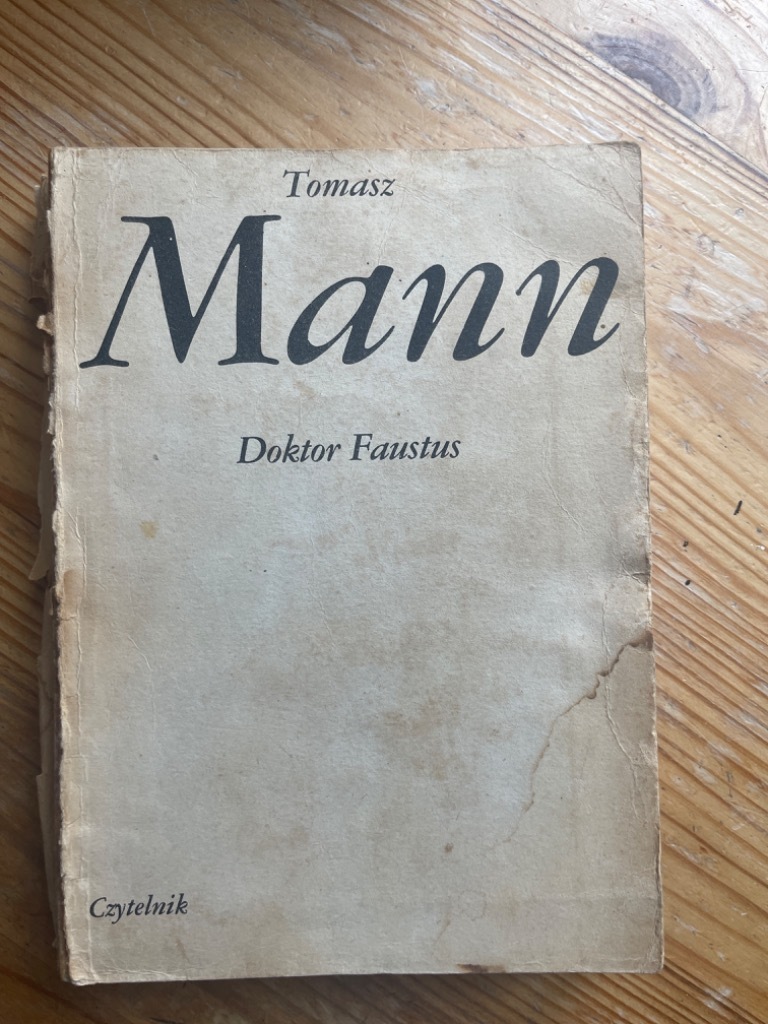 Tomasz
Mann
Doktor Faustus
Czytelnik